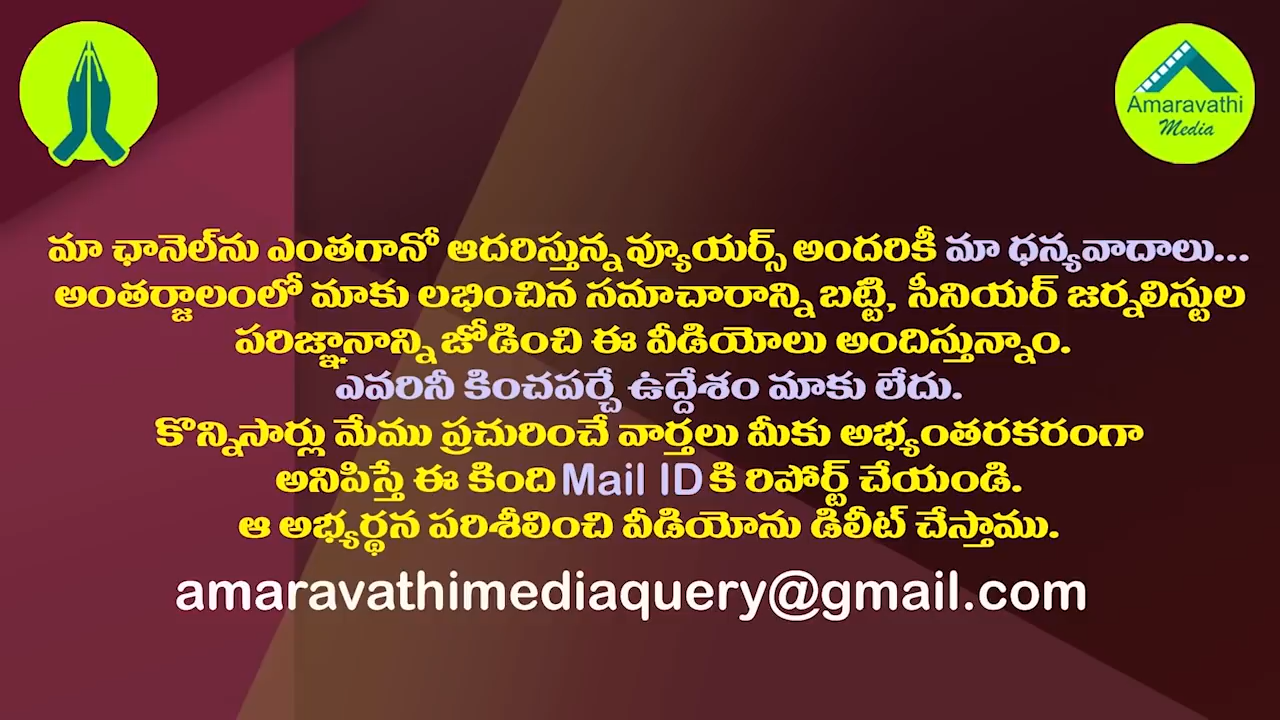 Amaravathi
Media
మా ఛానెల్‌ను ఎంతగానో ఆదరిస్తున్న వ్యూయర్స్ అందరికీ మా ధన్యవాదాలు...
అంతర్జాలంలో మాకు లభించిన సమాచారాన్ని బట్టి, సీనియర్ జర్నలిస్టుల
పరిజ్ఞానాన్ని జోడించి ఈ వీడియోలు అందిస్తున్నాం.
ఎవరినీ కించపర్చే ఉద్దేశం మాకు లేదు.
కొన్నిసార్లు మేము ప్రచురించే వార్తలు మీకు అభ్యంతరకరంగా
అనిపిస్తే ఈ కింది Mail ID కి రిపోర్ట్ చేయండి.
ఆ అభ్యర్థన పరిశీలించి వీడియోను డిలీట్ చేస్తాము.
amaravathimediaquery@gmail.com